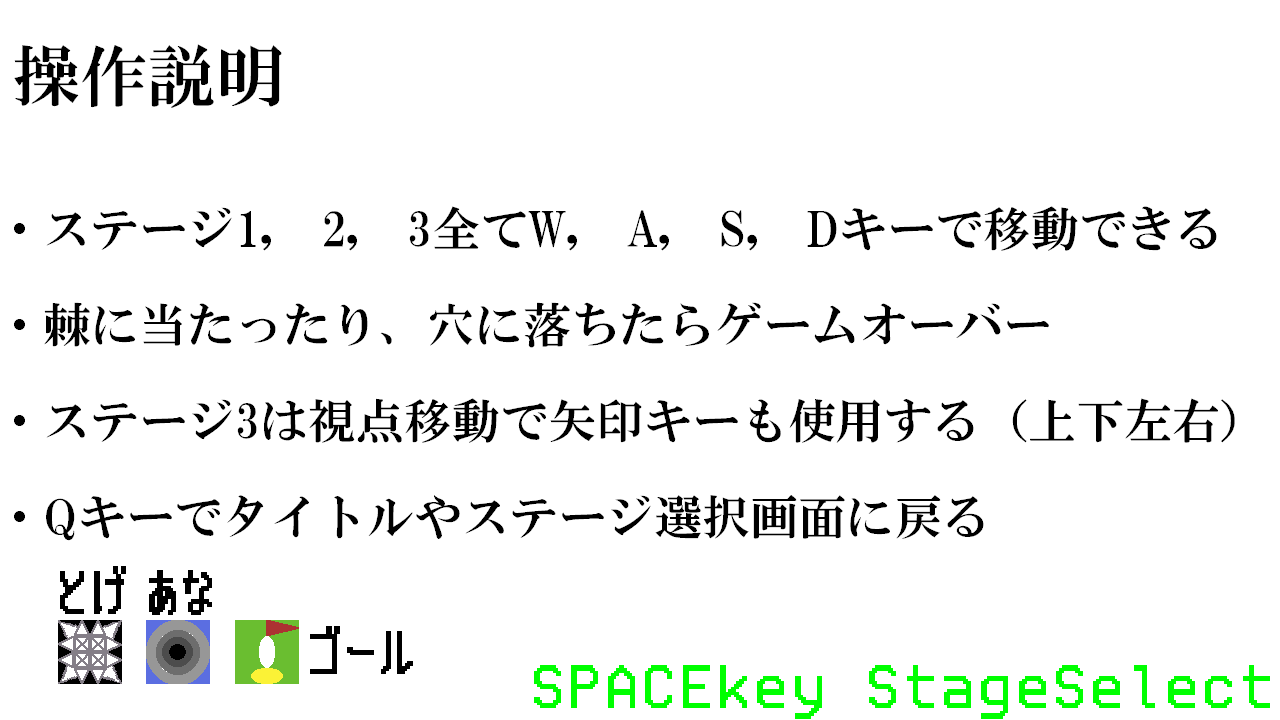 操作説明
・ステージ1， 2， 3全てW， A， S， Dキーで移動できる
・棘に当たったり、穴に落ちたらゲームオーバー
・ステージ3は視点移動で矢印キーも使用する（上下左右）
・Qキーでタイトルやステージ選択画面に戻る
とげ あな
ゴール
SPACEkey StageSelect